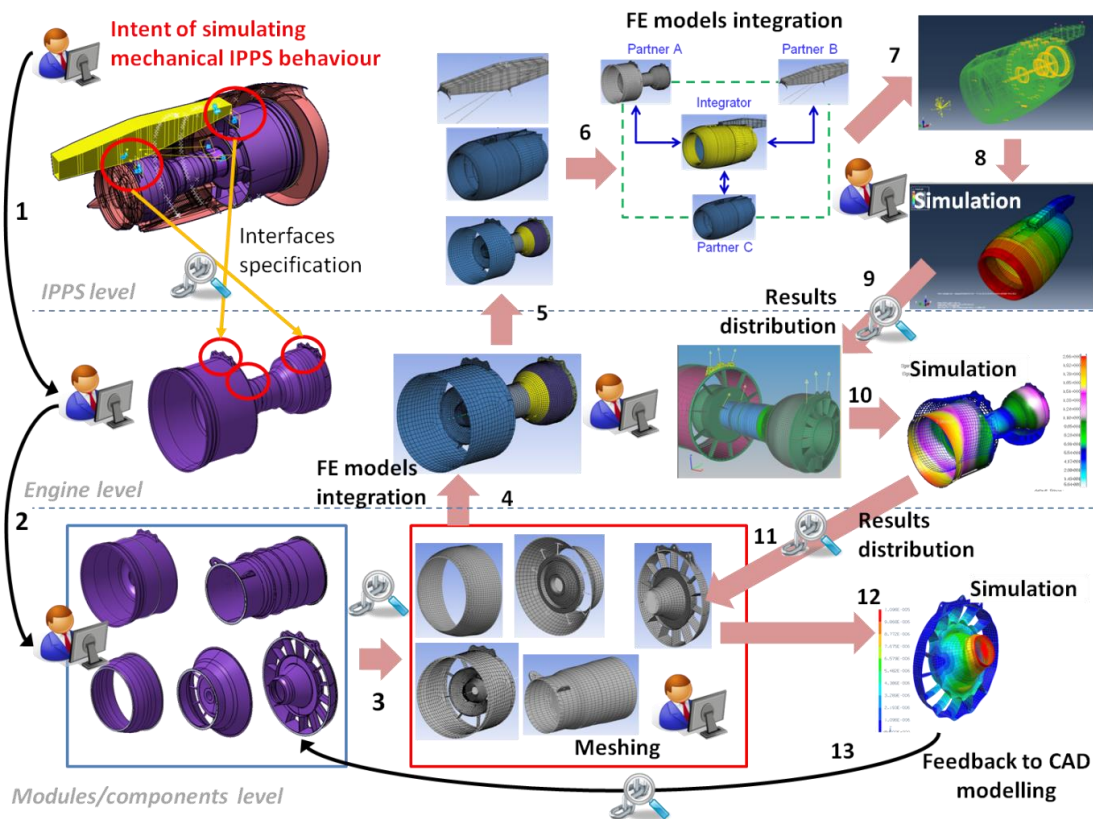 Intent of simulating
mechanical IPPS behaviour
FE models integration
Partner A
Partner B
Integrator
Partner C
7
6
8
1
Interfaces
specification
IPPS level
Simulation
9
Results
distribution
5
Simulation
10
FE models
integration
Engine level
4
2
11
Results
distribution
12
Simulation
3
Meshing
13
Feedback to CAD
modelling
Modules/components level